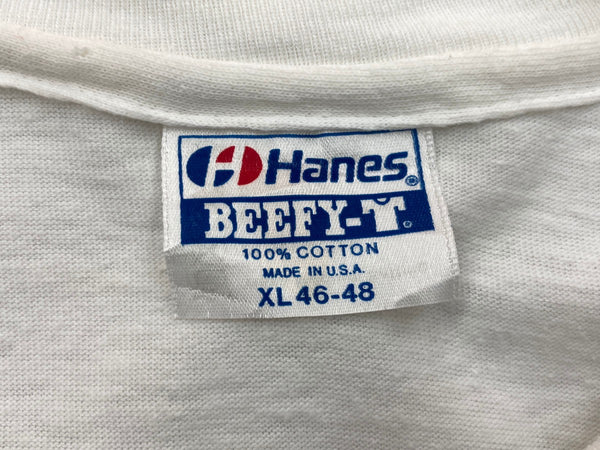 Hanes®
BEEFY-T®
100% COTTON
MADE IN U.S.A.
XL 46-48